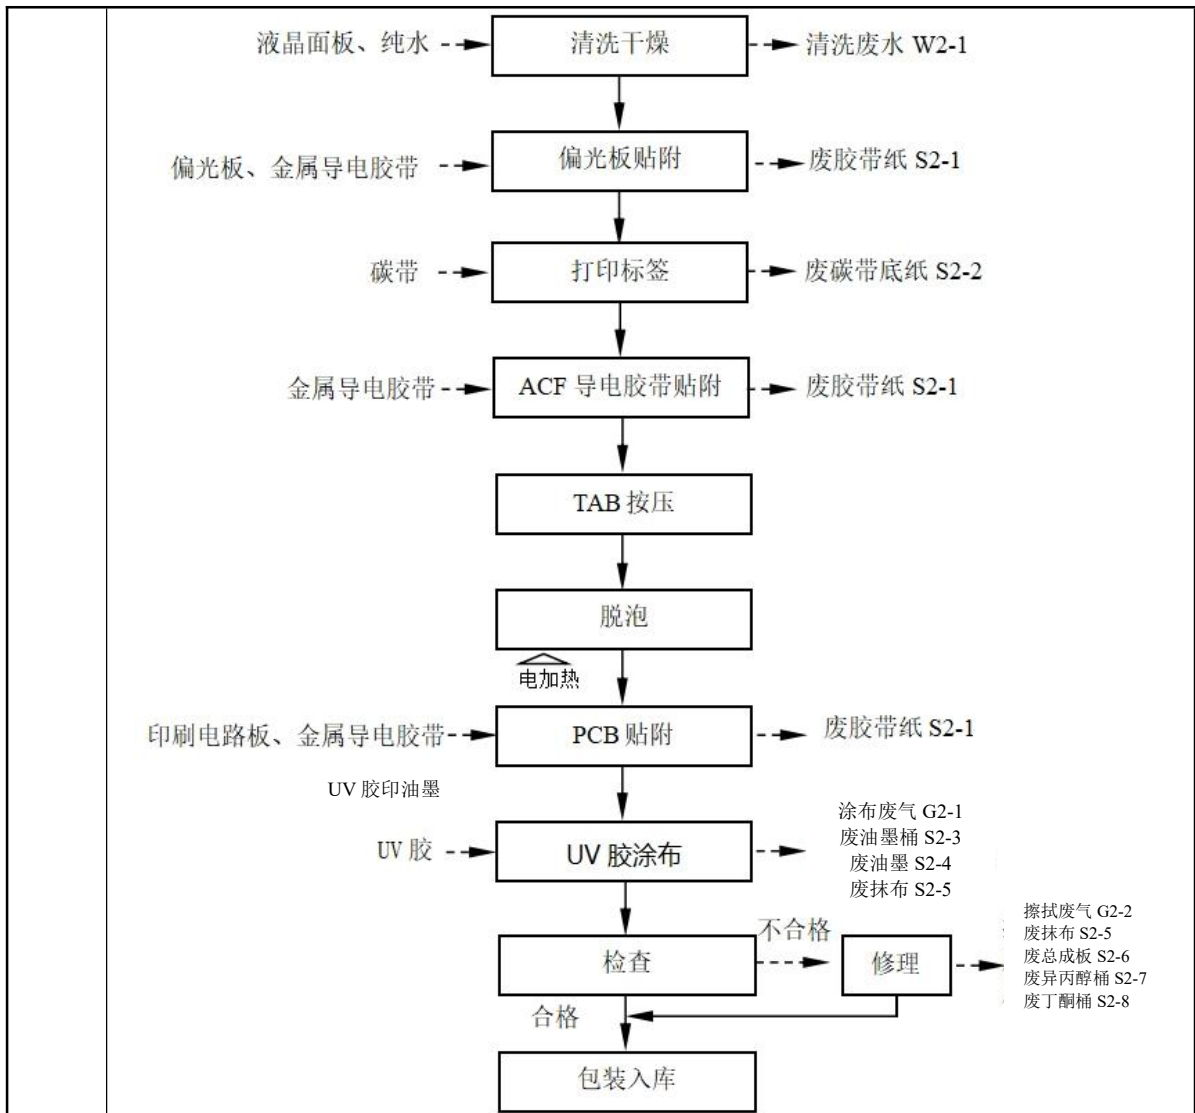 液晶面板、纯水
清洗干燥
清洗废水 W2-1
偏光板、金属导电胶带
偏光板贴附
废胶带纸 S2-1
碳带
打印标签
废碳带底纸 S2-2
金属导电胶带
ACF 导电胶带贴附
废胶带纸 S2-1
TAB 按压
脱泡
电加热
印刷电路板、金属导电胶带
PCB 贴附
废胶带纸 S2-1
UV 胶印油墨
UV 胶
UV 胶涂布
涂布废气 G2-1
废油墨桶 S2-3
废油墨 S2-4
废抹布 S2-5
检查
不合格
修理
擦拭废气 G2-2
废抹布 S2-5
废总成板 S2-6
废异丙醇桶 S2-7
废丁酮桶 S2-8
合格
包装入库